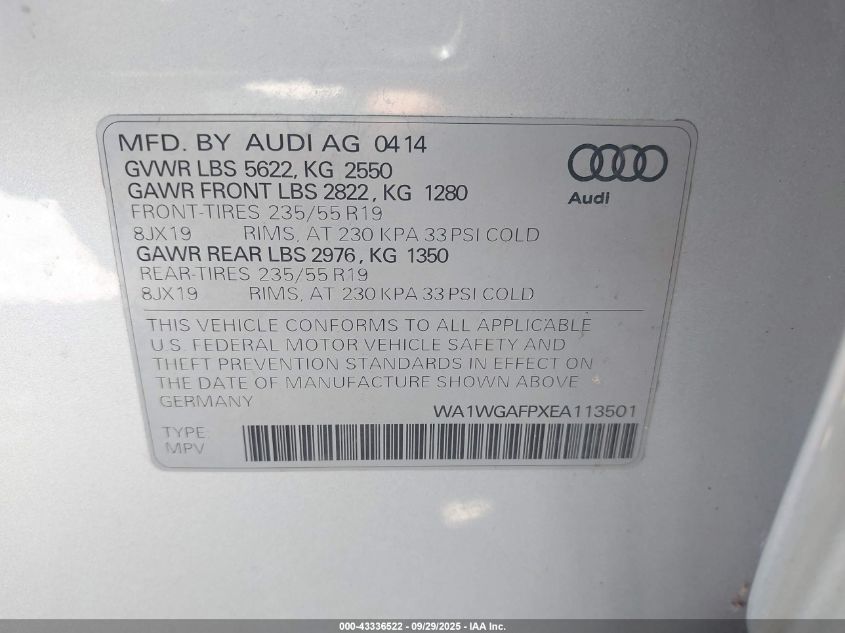 MFD. BY AUDI AG 0414
GVWR LBS 5622, KG 2550
GAWR FRONT LBS 2822, KG 1280
FRONT-TIRES 235/55 R19
8JX19 RIMS, AT 230 KPA 33 PSI COLD
GAWR REAR LBS 2976, KG 1350
REAR-TIRES 235/55 R19
8JX19 RIMS, AT 230 KPA 33 PSI COLD
Audi
THIS VEHICLE CONFORMS TO ALL APPLICABLE
U.S. FEDERAL MOTOR VEHICLE SAFETY AND
THEFT PREVENTION STANDARDS IN EFFECT ON
THE DATE OF MANUFACTURE SHOWN ABOVE
GERMANY
WA1WGAFPXEA113501
TYPE:
MPV
000-43336522 - 09/29/2025 - IAA Inc.